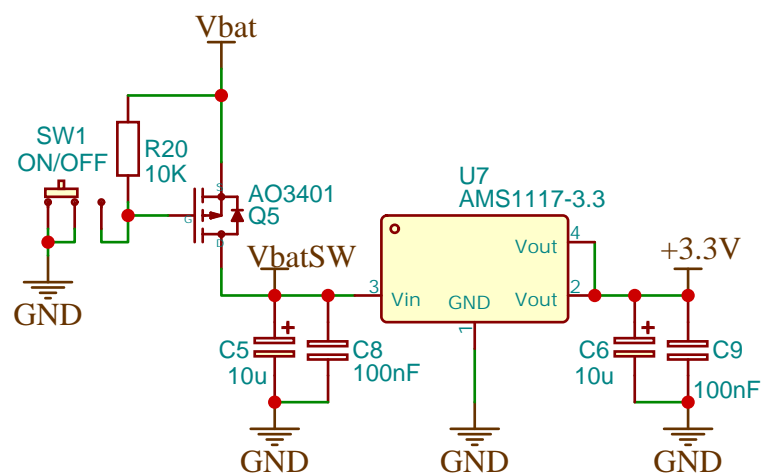 Vbat
SW1
ON/OFF
R20
10K
S
G
D
AO3401
Q5
VbatSW
U7
AMS1117-3.3
Vout
4
3
Vin
GND
Vout
2
1
+3.3V
GND
C5
10u
C8
100nF
C6
10u
C9
100nF
GND
GND
GND